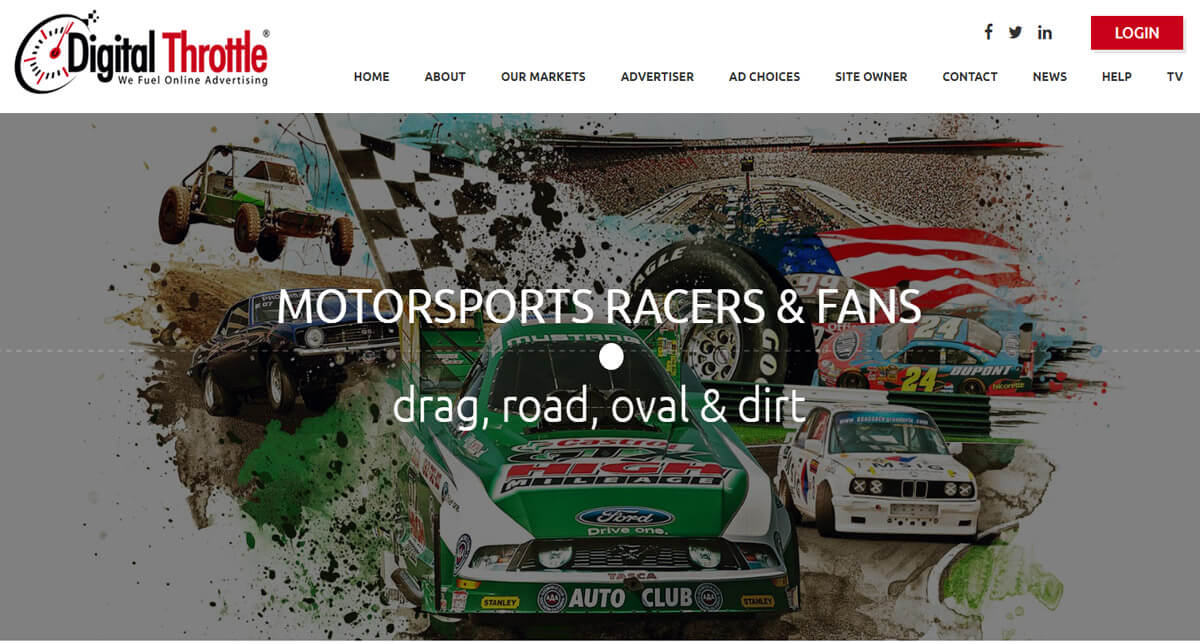 Digital Throttle®
We Fuel Online Advertising
LOGIN
HOME
ABOUT
OUR MARKETS
ADVERTISER
AD CHOICES
SITE OWNER
CONTACT
NEWS
HELP
TV
MOTORSPORTS RACERS & FANS
drag, road, oval & dirt
MUSTANG
24
DUPONT
24
Castrol
GTX
HIGH
MILEAGE
Ford
Drive one.
TASCA
STANLEY
AAA
AUTO CLUB
AAA
STANLEY